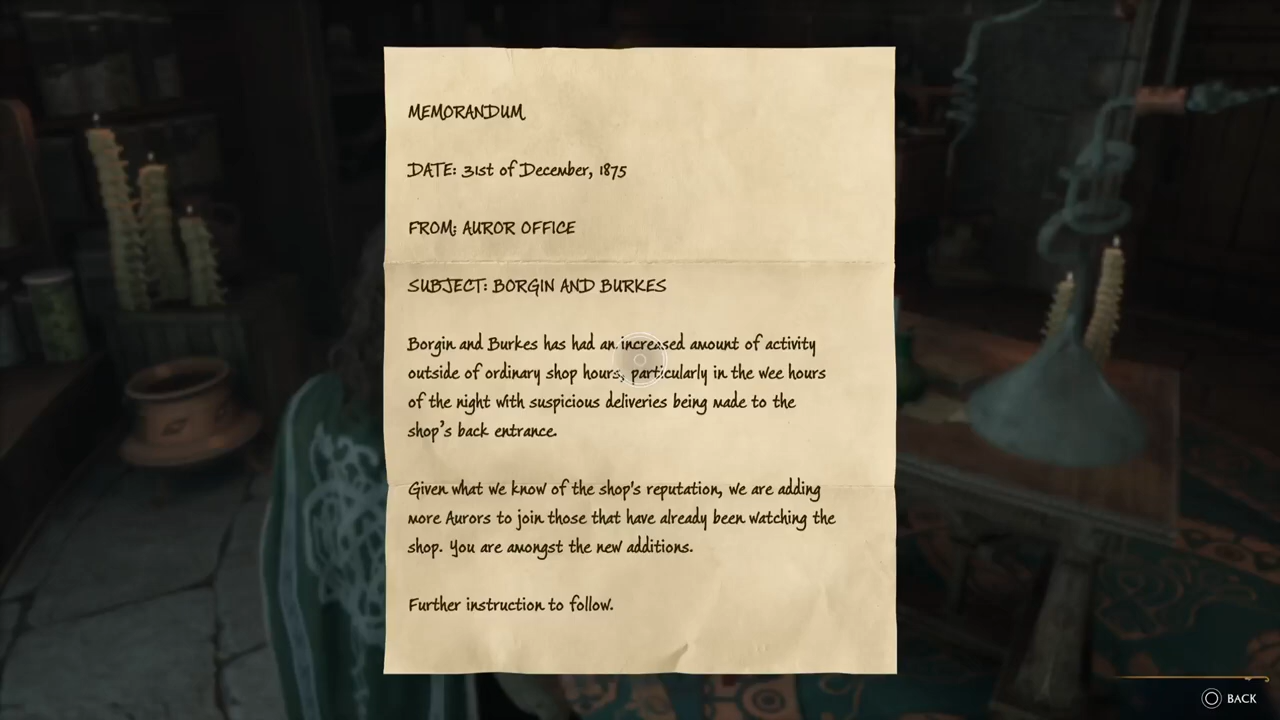 MEMORANDUM
DATE: 31st of December, 1875
FROM: AUROR OFFICE
SUBJECT: BORGIN AND BURKES
Borgin and Burkes has had an increased amount of activity
outside of ordinary shop hours, particularly in the wee hours
of the night with suspicious deliveries being made to the
shop's back entrance.
Given what we know of the shop's reputation, we are adding
more Aurors to join those that have already been watching the
shop. You are amongst the new additions.
Further instruction to follow.
BACK